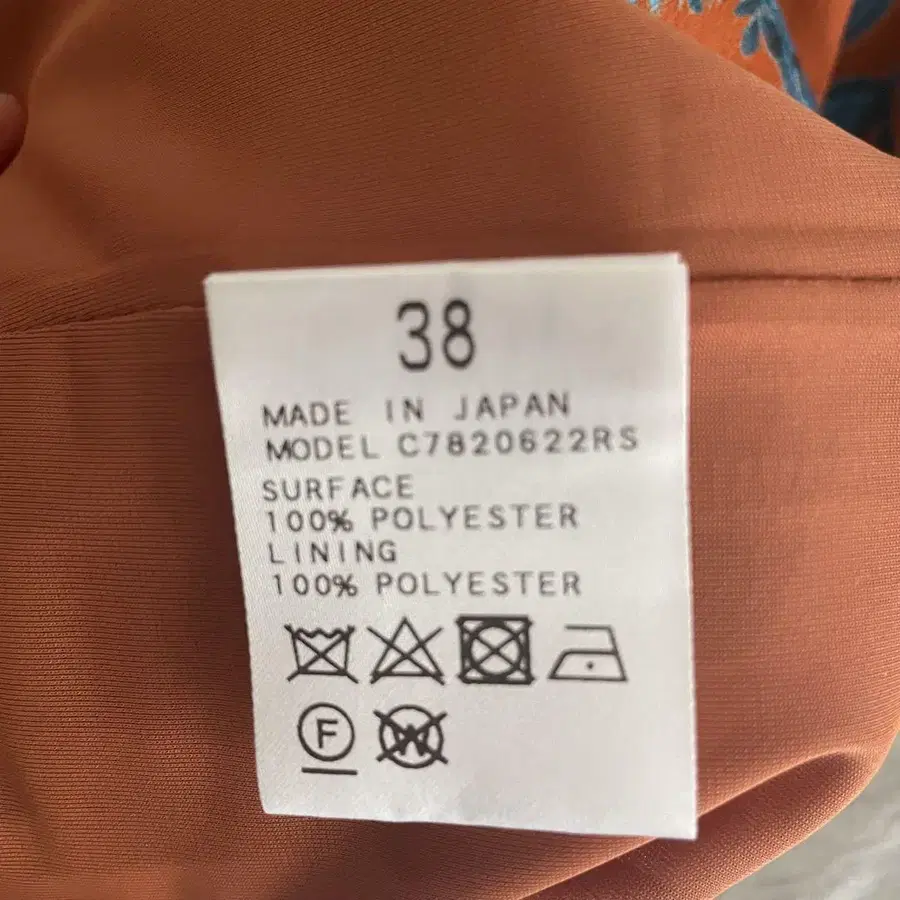 38
MADE IN JAPAN
MODEL C7820622RS
SURFACE
100% POLYESTER
LINING
100% POLYESTER
F W